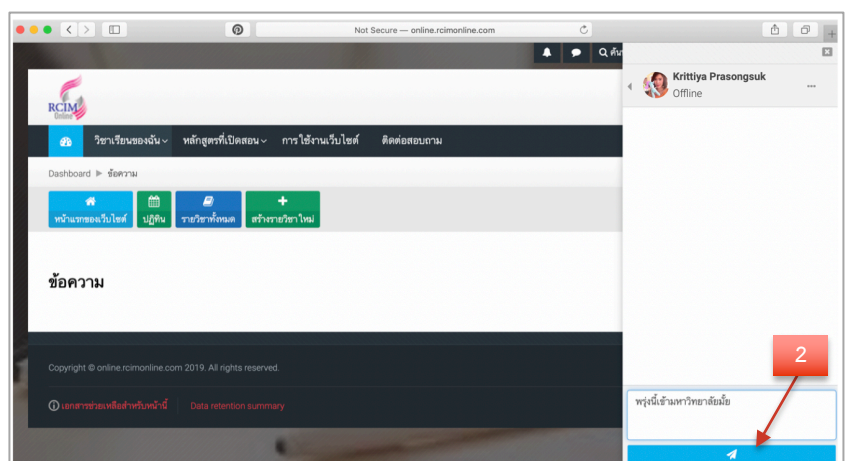 Not Secure — online.rcimonline.com
Krittiya Prasongsuk
Offline
RCIM
Online
วิชาเรียนของฉัน หลักสูตรที่เปิดสอน การใช้งานเว็บไซต์ ติดต่อสอบถาม
Dashboard ▶ ข้อความ
หน้าแรกของเว็บไซต์ ปฏิทิน รายวิชาทั้งหมด สร้างรายวิชาใหม่
ข้อความ
2
Copyright © online.rcimonline.com 2019. All rights reserved.
พรุ่งนี้เข้ามหาวิทยาลัยมั้ย
เอกสารช่วยเหลือสำหรับหน้านี้ Data retention summary